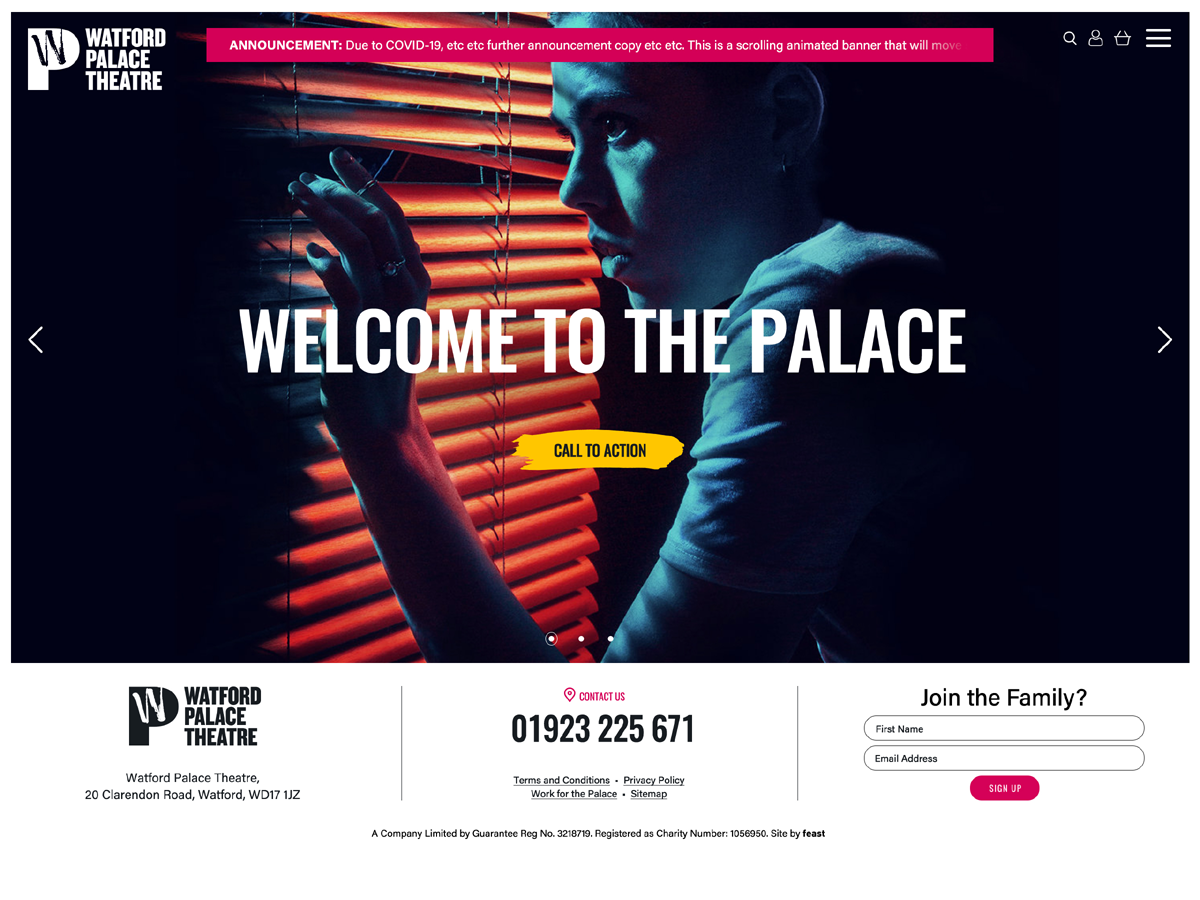 WATFORD
PALACE
THEATRE
ANNOUNCEMENT: Due to COVID-19, etc etc further announcement copy etc etc. This is a scrolling animated banner that will move
WELCOME TO THE PALACE
CALL TO ACTION
WATFORD
PALACE
THEATRE
Watford Palace Theatre,
20 Clarendon Road, Watford, WD17 1JZ
CONTACT US
01923 225 671
Terms and Conditions • Privacy Policy
Work for the Palace • Sitemap
Join the Family?
First Name
Email Address
SIGN UP
A Company Limited by Guarantee Reg No. 3218719. Registered as Charity Number: 1056950. Site by feast